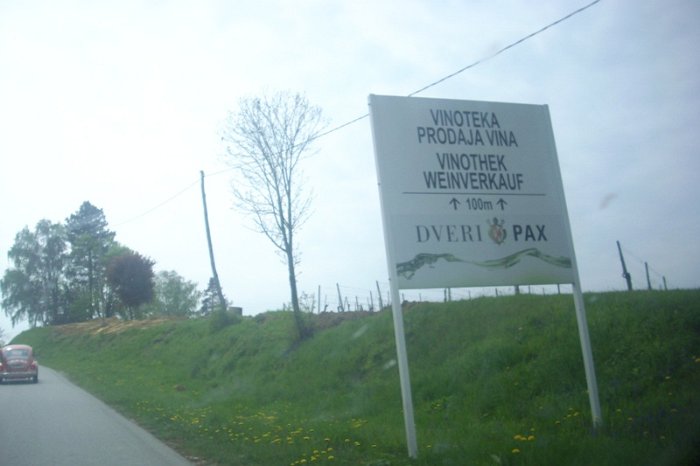 VINOTEKA
PRODAJA VINA
VINOTHEK
WEINVERKAUF
↑ 100m ↑
DVERI PAX